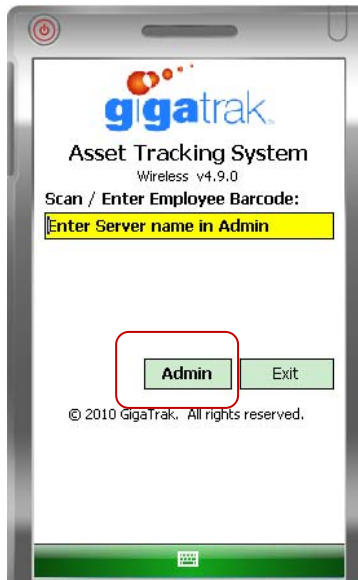 gigatrak
Asset Tracking System
Wireless v4.9.0
Scan / Enter Employee Barcode:
Enter Server name in Admin
Admin Exit
© 2010 GigaTrak. All rights reserved.